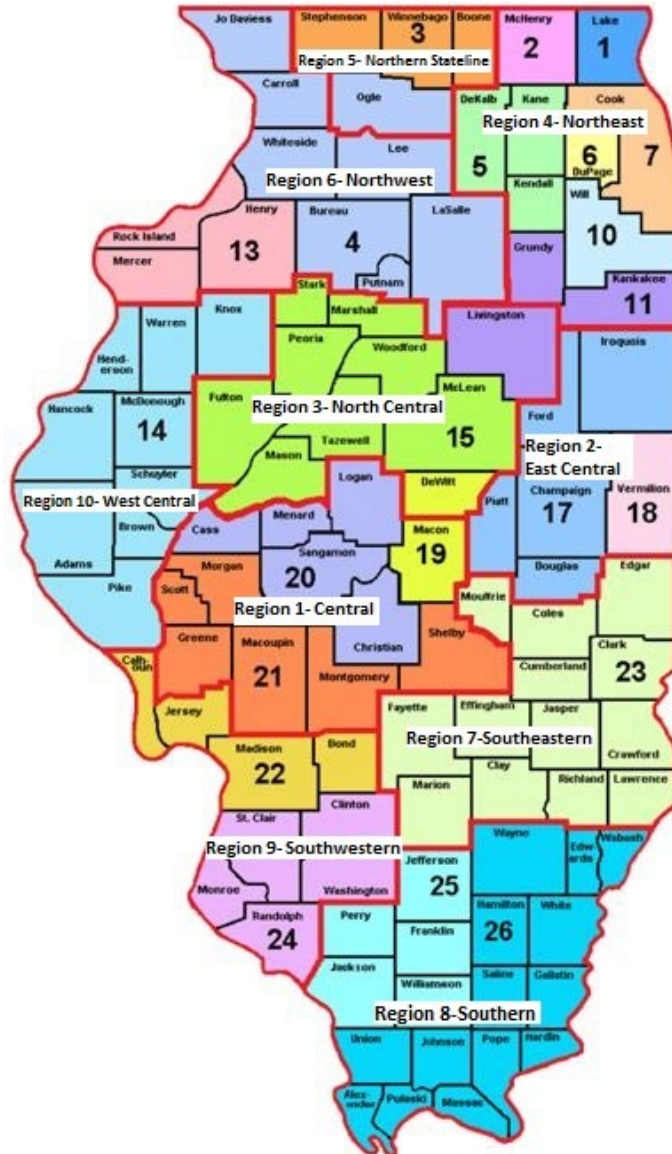 Jo Daviess
Stephenson
Winnebago
Boone
McHenry
Lake
3
2
1
Region 5- Northern Stateline
Carroll
Ogle
DeKalb
Kane
Cook
Region 4- Northeast
Whiteside
Lee
5
6
7
DuPage
Region 6- Northwest
Kendall
Will
Henry
Bureau
LaSalle
10
Rock Island
13
4
Grundy
Mercer
Putnam
Kankakee
Stark
11
Knox
Marshall
Warren
Livingston
Peoria
Iroquois
Hend-
erson
Woodford
McLean
Fulton
Hancock
McDonough
Region 3- North Central
Ford
14
15
Tazewell
Region 2-
East Central
Mason
Schuyler
Logan
DeWitt
Champaign
Vermilion
Region 10- West Central
Piatt
17
18
Menard
Brown
Cass
Macon
Sangamon
19
Adams
Morgan
20
Douglas
Edgar
Pike
Scott
Moultrie
Region 1- Central
Coles
Greene
Macoupin
Shelby
Christian
Clark
Cumberland
23
Cal-
houn
21
Montgomery
Jersey
Fayette
Effingham
Jasper
Region 7-Southeastern
Madison
Bond
Crawford
22
Clay
Marion
Richland
Lawrence
Clinton
St. Clair
Wayne
Edw
ards
Wabash
Region 9- Southwestern
Jefferson
25
Monroe
Washington
Randolph
24
Perry
Hamilton
White
26
Franklin
Jackson
Williamson
Saline
Gallatin
Region 8-Southern
Union
Johnson
Pope
Hardin
Alex-
ander
Pulaski
Massac